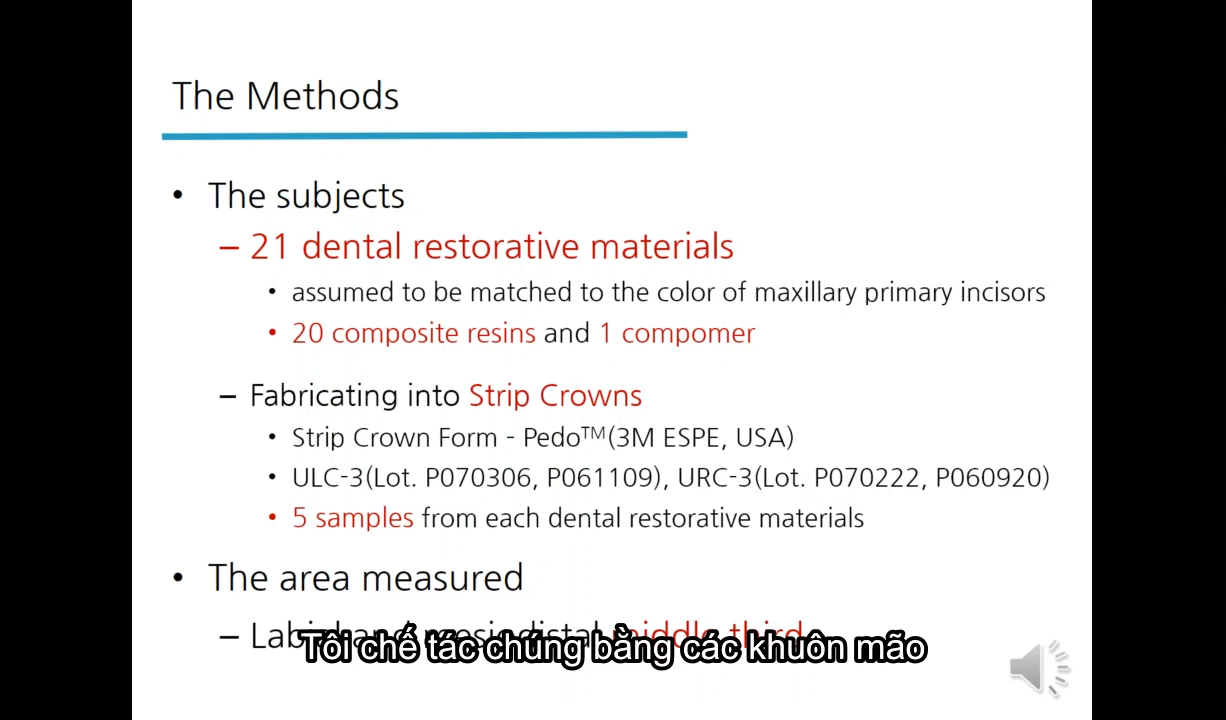 The Methods
• The subjects
– 21 dental restorative materials
• assumed to be matched to the color of maxillary primary incisors
• 20 composite resins and 1 compomer
– Fabricating into Strip Crowns
• Strip Crown Form - Pedo™(3M ESPE, USA)
• ULC-3(Lot. P070306, P061109), URC-3(Lot. P070222, P060920)
• 5 samples from each dental restorative materials
• The area measured
– middle third
Tôi chế tác chúng bằng các khuôn mão